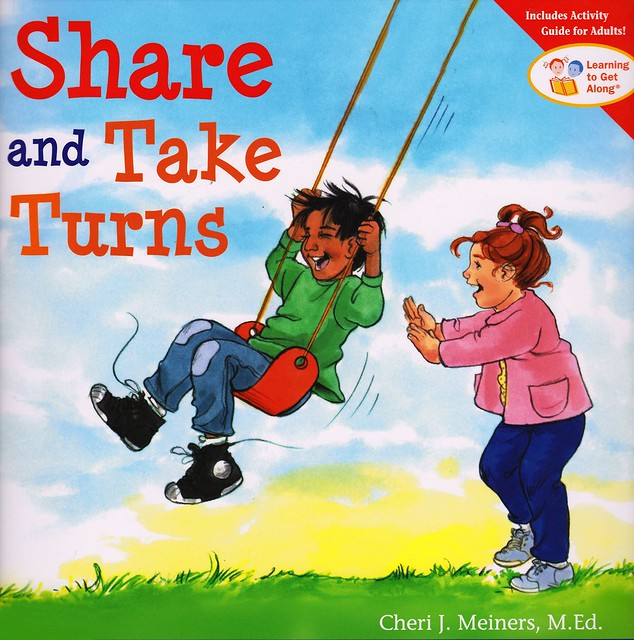 Share
and Take
Turns
Includes Activity
Guide for Adults!
Learning
to Get
Along®
Cheri J. Meiners, M.Ed.